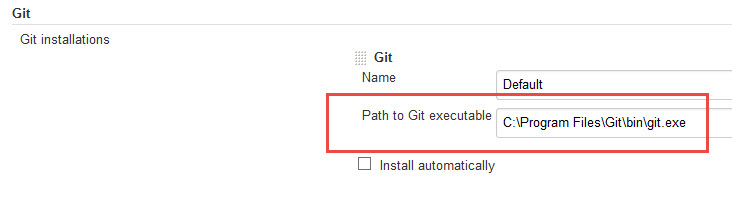 Git
Git installations
Git
Name
Default
Path to Git executable
C:\Program Files\Git\bin\git.exe
Install automatically